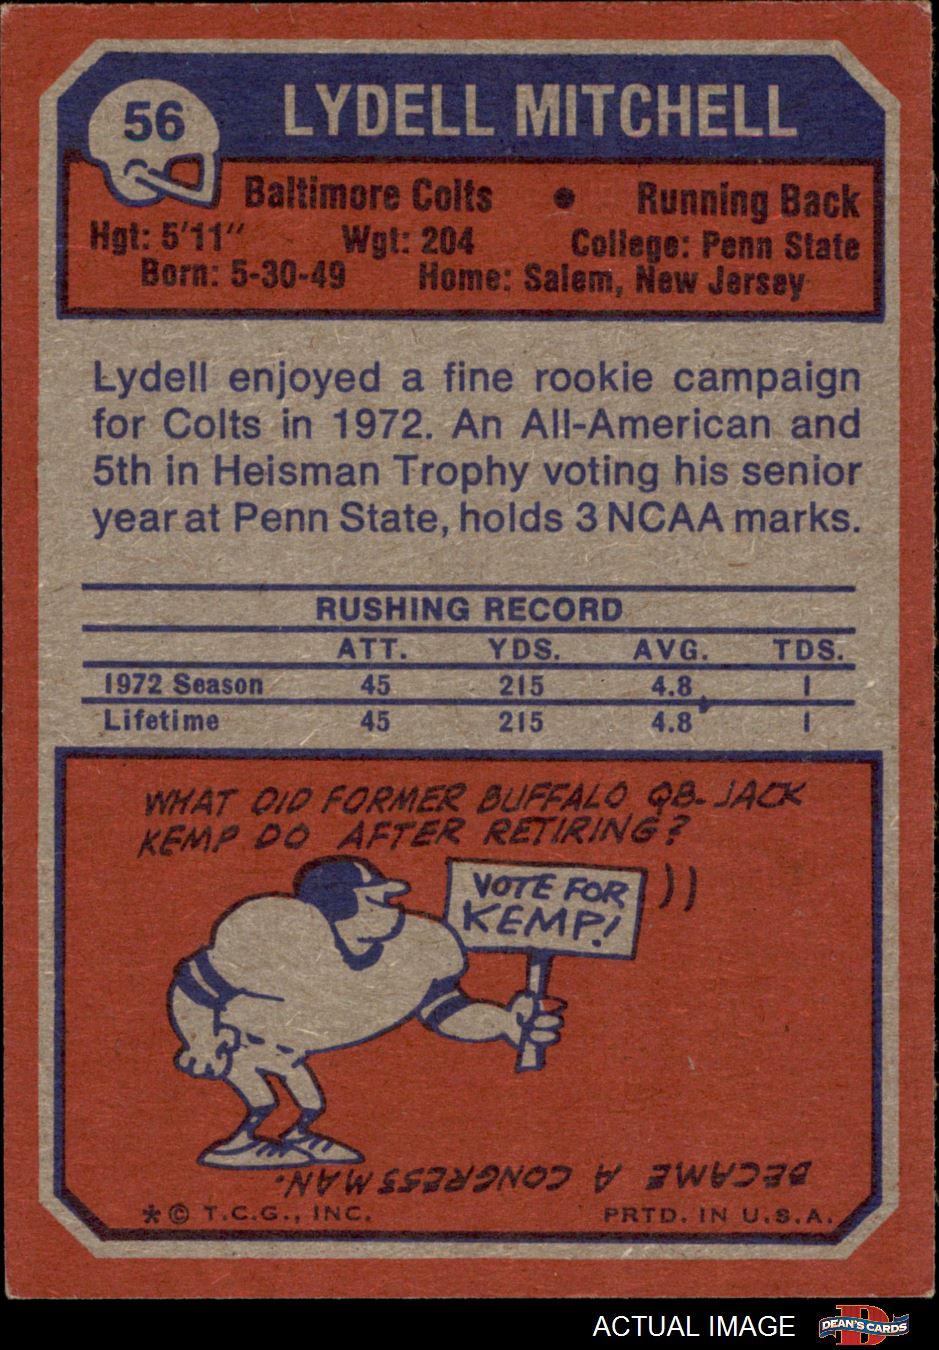 56
LYDELL MITCHELL
Baltimore Colts • Running Back
Hgt: 5'11" Wgt: 204 College: Penn State
Born: 5-30-49 Home: Salem, New Jersey
Lydell enjoyed a fine rookie campaign
for Colts in 1972. An All-American and
5th in Heisman Trophy voting his senior
year at Penn State, holds 3 NCAA marks.
RUSHING RECORD
ATT. YDS. AVG. TDS.
1972 Season 45 215 4.8 1
Lifetime 45 215 4.8 1
WHAT DID FORMER BUFFALO QB-JACK
KEMP DO AFTER RETIRING?
VOTE FOR
KEMP!
BECAME A CONGRESSMAN.
*© T.C.G., INC. PRTD. IN U.S.A.
ACTUAL IMAGE
D
DEAN'S CARDS